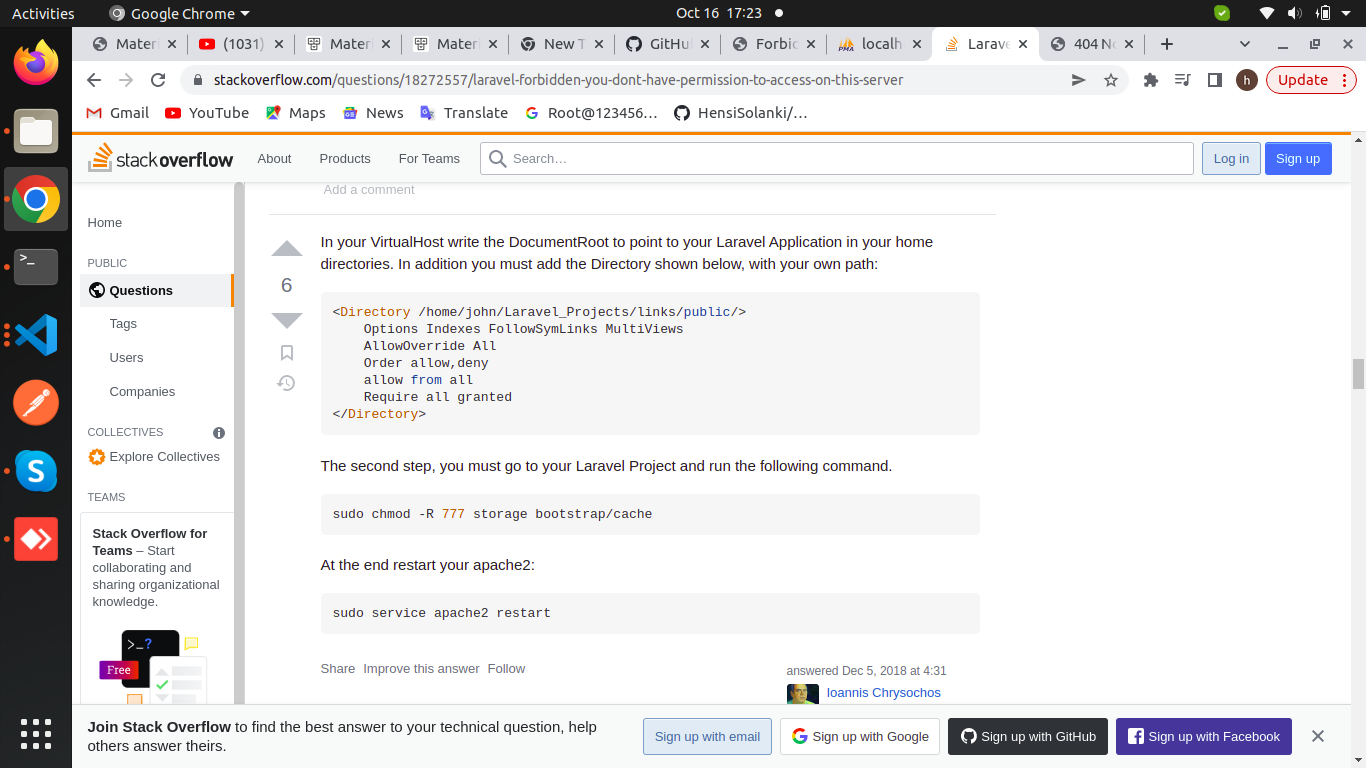 Activities
Google Chrome
Oct 16 17:23
Materi
(1031)
Materi
Materi
New T
GitHu
Forbid
localh
Larave
404 No
stackoverflow.com/questions/18272557/laravel-forbidden-you-dont-have-permission-to-access-on-this-server
h
Update
Gmail
YouTube
Maps
News
Translate
Root@123456…
HensiSolanki/…
stackoverflow
About
Products
For Teams
Search…
Log in
Sign up
Add a comment
Home
PUBLIC
Questions
Tags
Users
Companies
COLLECTIVES
Explore Collectives
TEAMS
Stack Overflow for
Teams – Start
collaborating and
sharing organizational
knowledge.
>_?
Free
In your VirtualHost write the DocumentRoot to point to your Laravel Application in your home
directories. In addition you must add the Directory shown below, with your own path:
6
<Directory /home/john/Laravel_Projects/links/public/>
Options Indexes FollowSymLinks MultiViews
AllowOverride All
Order allow,deny
allow from all
Require all granted
</Directory>
The second step, you must go to your Laravel Project and run the following command.
sudo chmod -R 777 storage bootstrap/cache
At the end restart your apache2:
sudo service apache2 restart
Share Improve this answer Follow
answered Dec 5, 2018 at 4:31
Ioannis Chrysochos
Join Stack Overflow to find the best answer to your technical question, help
others answer theirs.
Sign up with email
Sign up with Google
Sign up with GitHub
Sign up with Facebook